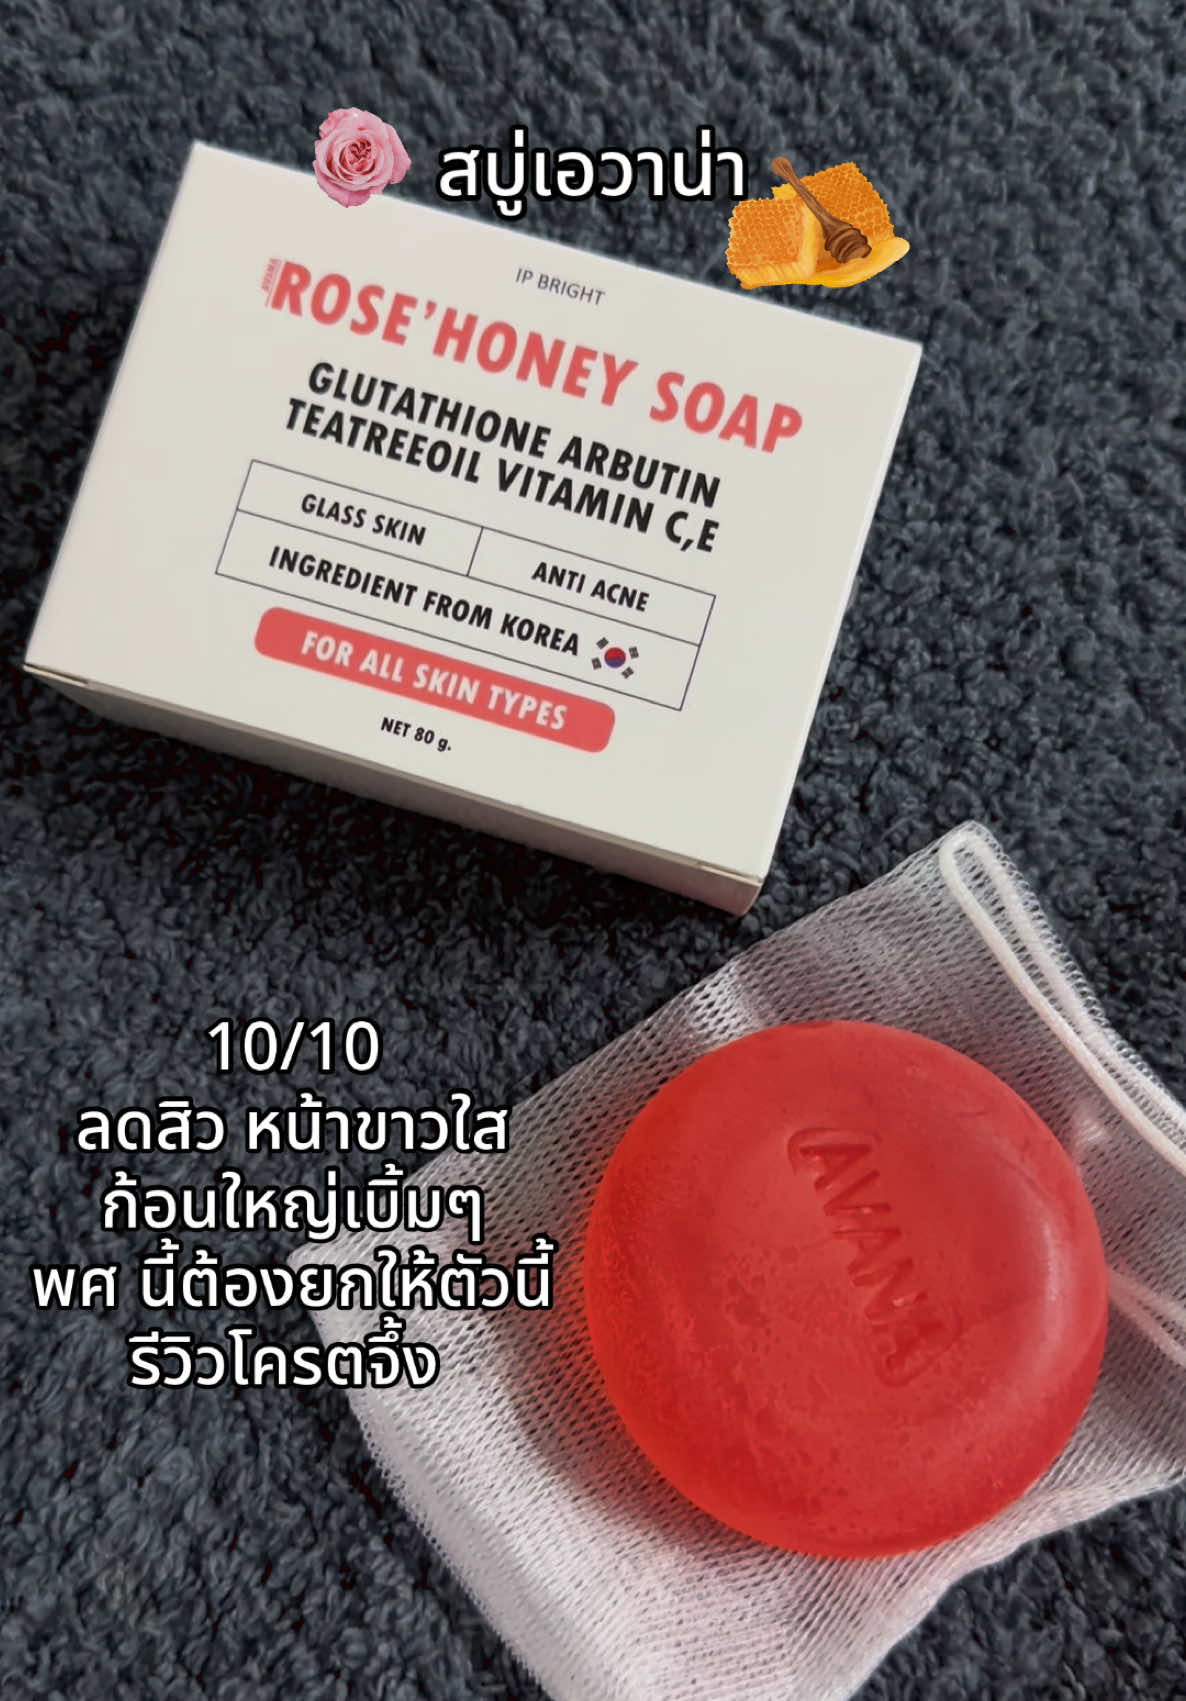 สบู่เอวาน่า
IP BRIGHT
ROSE'HONEY SOAP
GLUTATHIONE ARBUTIN
TEATREEOIL VITAMIN C,E
GLASS SKIN
ANTI ACNE
INGREDIENT FROM KOREA
FOR ALL SKIN TYPES
NET 80 g.
10/10
ลดสิว หน้าขาวใส
ก้อนใหญ่เบิ้มๆ
พศ นี้ต้องยกให้ตัวนี้
รีวิวโครตจึ้ง
AVANA